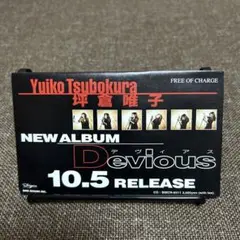 FREE OF CHARGE
Yuiko Tsubokura
坪倉唯子
NEW ALBUM
Devious
デヴィアス
10.5 RELEASE